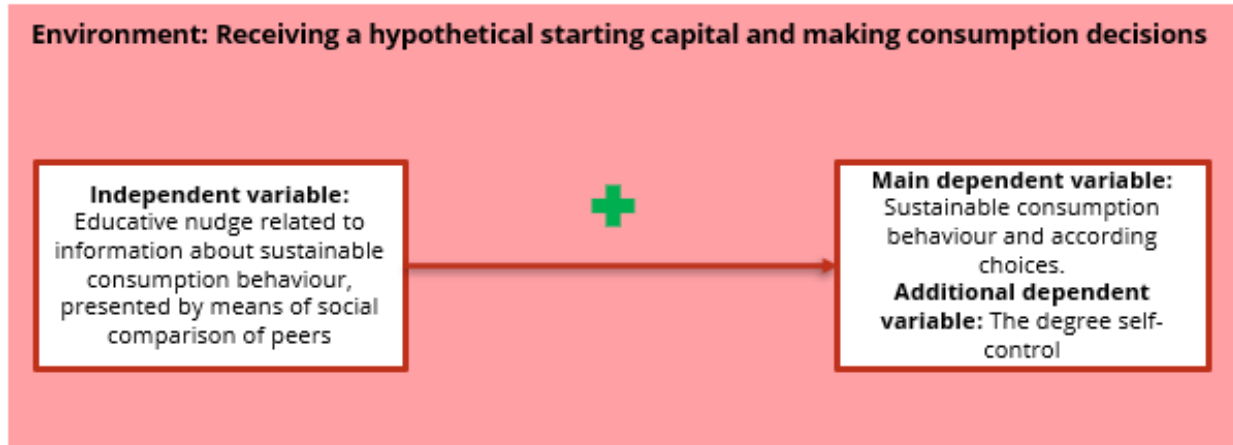 Environment: Receiving a hypothetical starting capital and making consumption decisions
Independent variable:
Educative nudge related to
information about sustainable
consumption behaviour,
presented by means of social
comparison of peers
Main dependent variable:
Sustainable consumption
behaviour and according
choices.
Additional dependent
variable: The degree self-
control